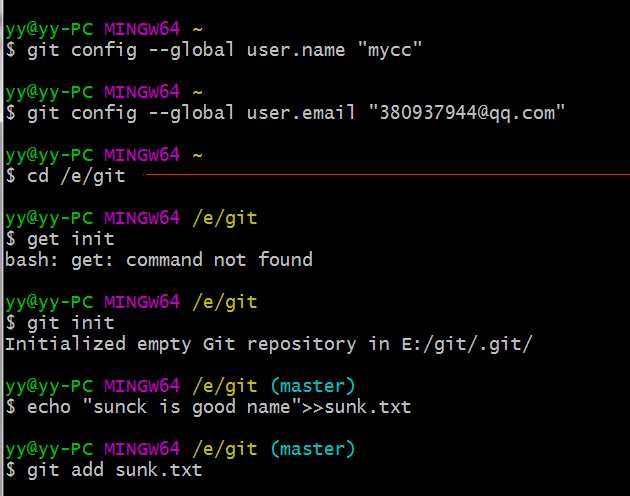 yy@yy-PC MINGW64 ~
$ git config --global user.name "mycc"
yy@yy-PC MINGW64 ~
$ git config --global user.email "380937944@qq.com"
yy@yy-PC MINGW64 ~
$ cd /e/git
yy@yy-PC MINGW64 /e/git
$ get init
bash: get: command not found
yy@yy-PC MINGW64 /e/git
$ git init
Initialized empty Git repository in E:/git/.git/
yy@yy-PC MINGW64 /e/git (master)
$ echo "sunck is good name">>sunk.txt
yy@yy-PC MINGW64 /e/git (master)
$ git add sunk.txt